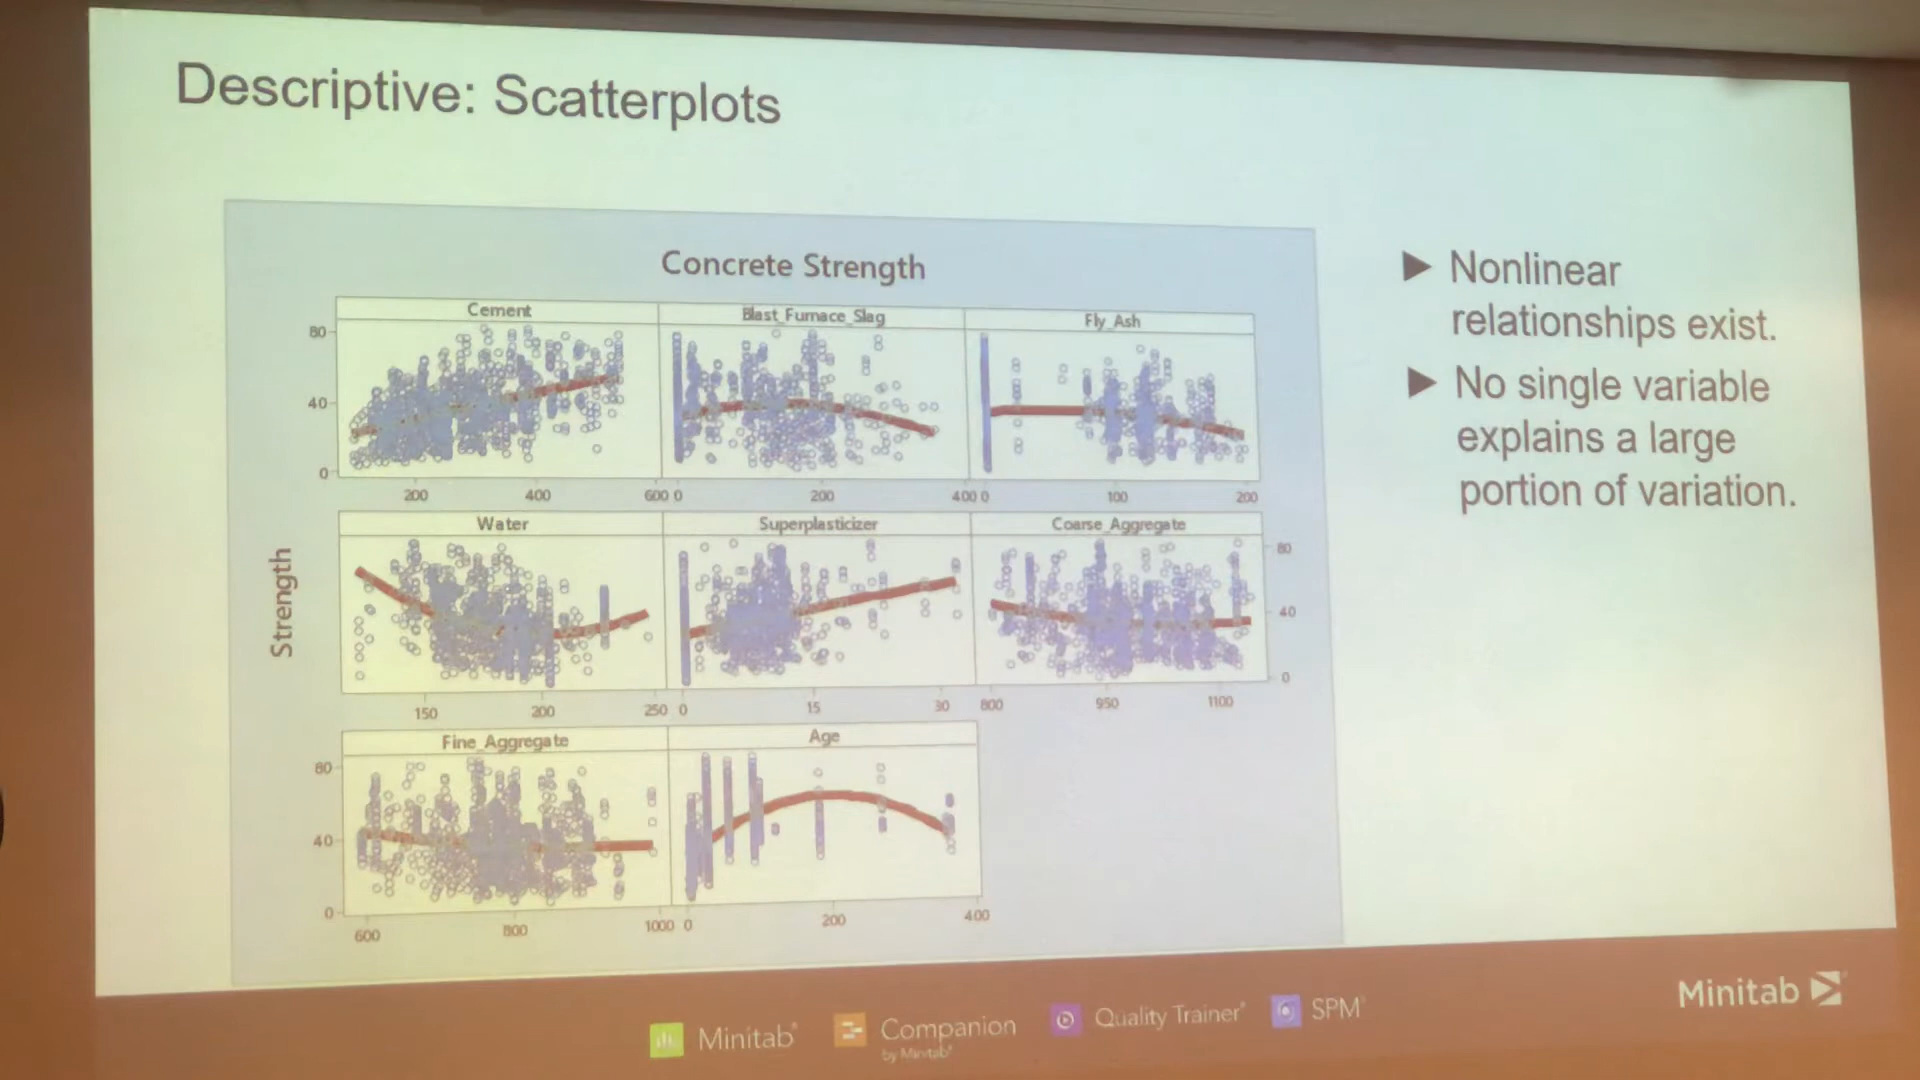 Descriptive: Scatterplots
Concrete Strength
Cement
Blast_Furnace_Slag
Fly_Ash
80
40
0
200
400
600
0
200
400
0
100
200
Water
Superplasticizer
Coarse_Aggregate
80
40
0
150
200
250
0
15
30
800
950
1100
Strength
Fine_Aggregate
Age
80
40
0
600
800
1000
0
200
400
► Nonlinear
relationships exist.
► No single variable
explains a large
portion of variation.
Minitab
Minitab®
Companion
by Minitab®
Quality Trainer®
SPM®